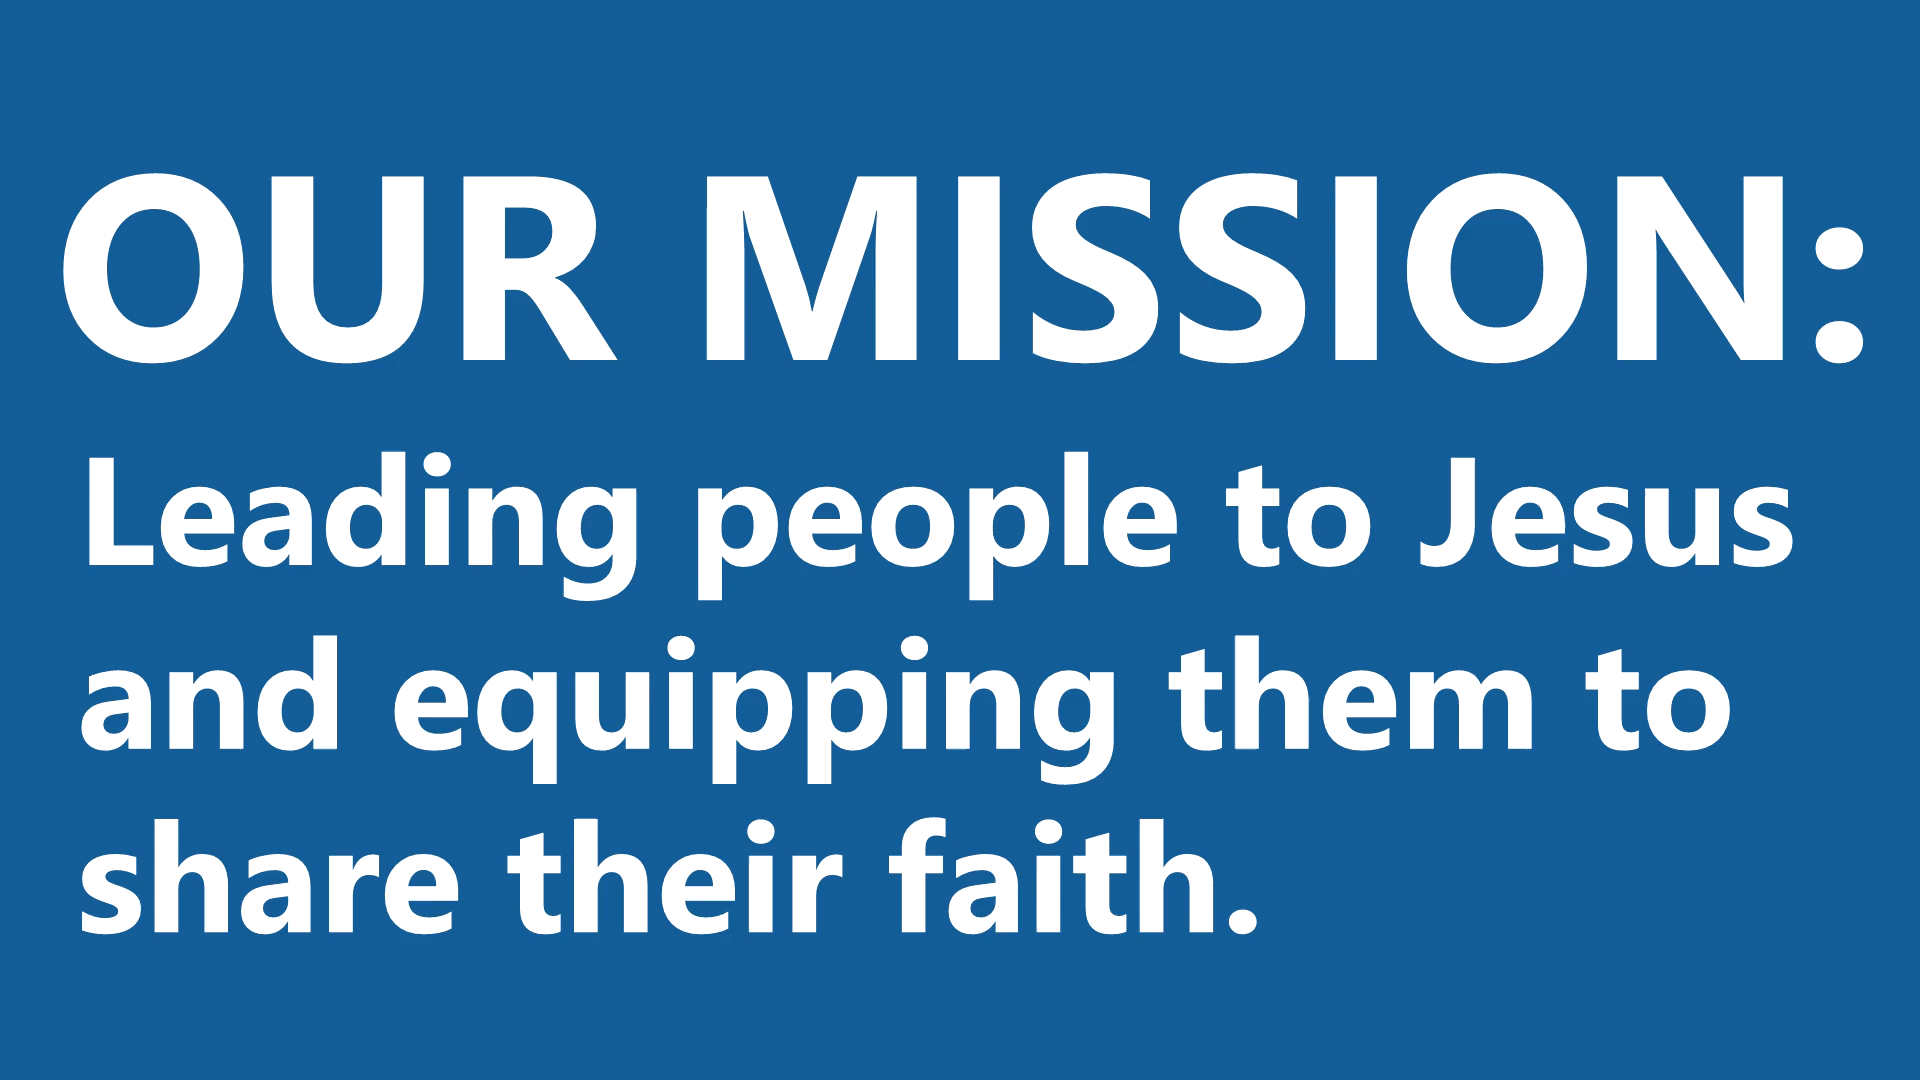 OUR MISSION:
Leading people to Jesus
and equipping them to
share their faith.